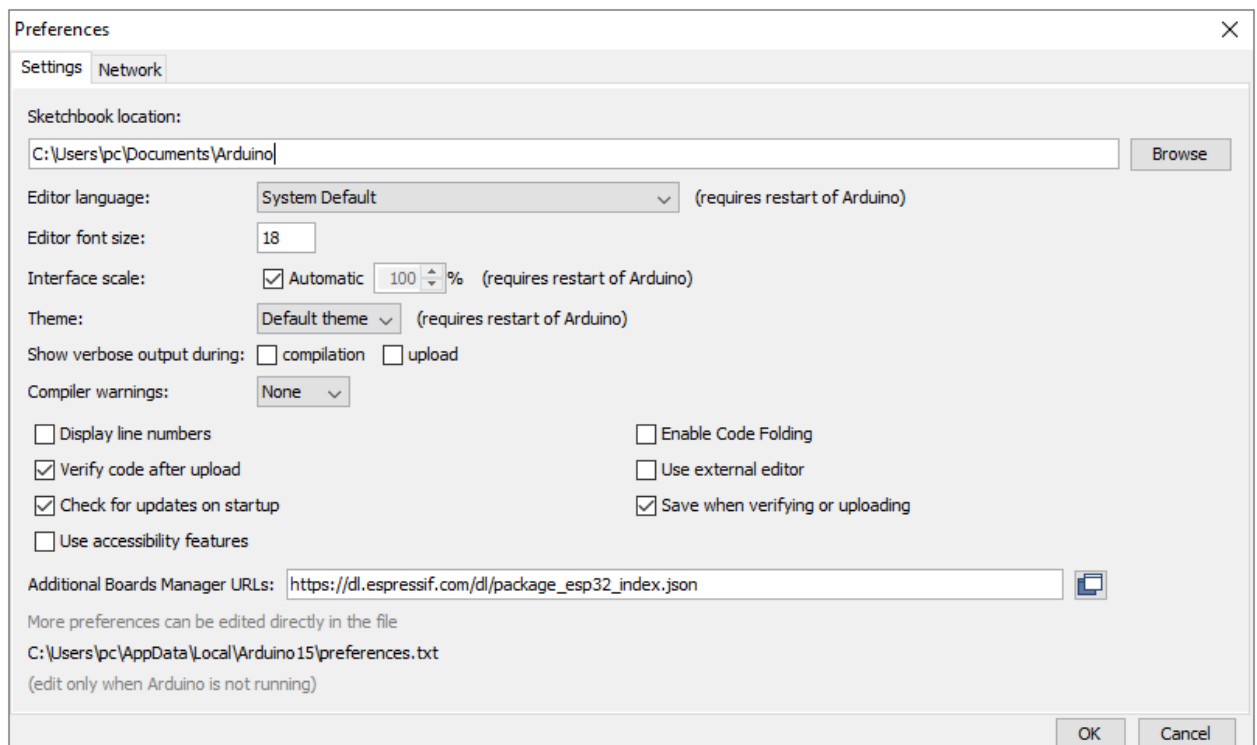 Preferences
Settings Network
Sketchbook location:
C:\Users\pc\Documents\Arduino
Browse
Editor language: System Default (requires restart of Arduino)
Editor font size: 18
Interface scale: Automatic 100 % (requires restart of Arduino)
Theme: Default theme (requires restart of Arduino)
Show verbose output during: compilation upload
Compiler warnings: None
Display line numbers Enable Code Folding
Verify code after upload Use external editor
Check for updates on startup Save when verifying or uploading
Use accessibility features
Additional Boards Manager URLs: https://dl.espressif.com/dl/package_esp32_index.json
More preferences can be edited directly in the file
C:\Users\pc\AppData\Local\Arduino15\preferences.txt
(edit only when Arduino is not running)
OK Cancel